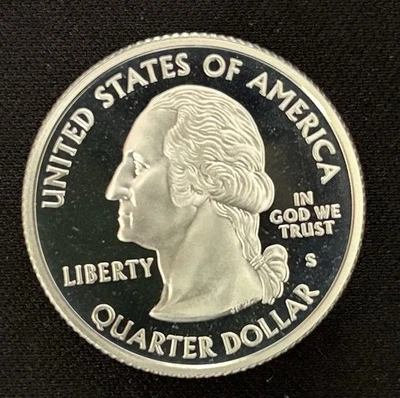 UNITED STATES OF AMERICA
LIBERTY
IN
GOD WE
TRUST
S
QUARTER DOLLAR